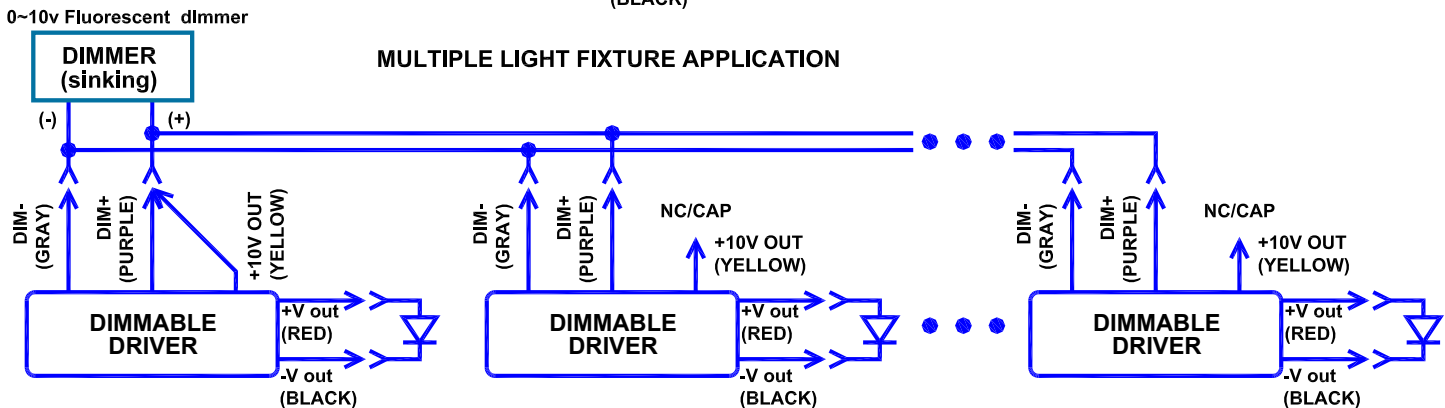 (BLACK)
0~10v Fluorescent dImmer
DIMMER
(sinking)
MULTIPLE LIGHT FIXTURE APPLICATION
(-)
(+)
DIM-
(GRAY)
DIM+
(PURPLE)
+10V OUT
(YELLOW)
DIM-
(GRAY)
DIM+
(PURPLE)
NC/CAP
+10V OUT
(YELLOW)
DIM-
(GRAY)
DIM+
(PURPLE)
NC/CAP
+10V OUT
(YELLOW)
DIMMABLE
DRIVER
+V out
(RED)
-V out
(BLACK)
DIMMABLE
DRIVER
+V out
(RED)
-V out
(BLACK)
DIMMABLE
DRIVER
+V out
(RED)
-V out
(BLACK)